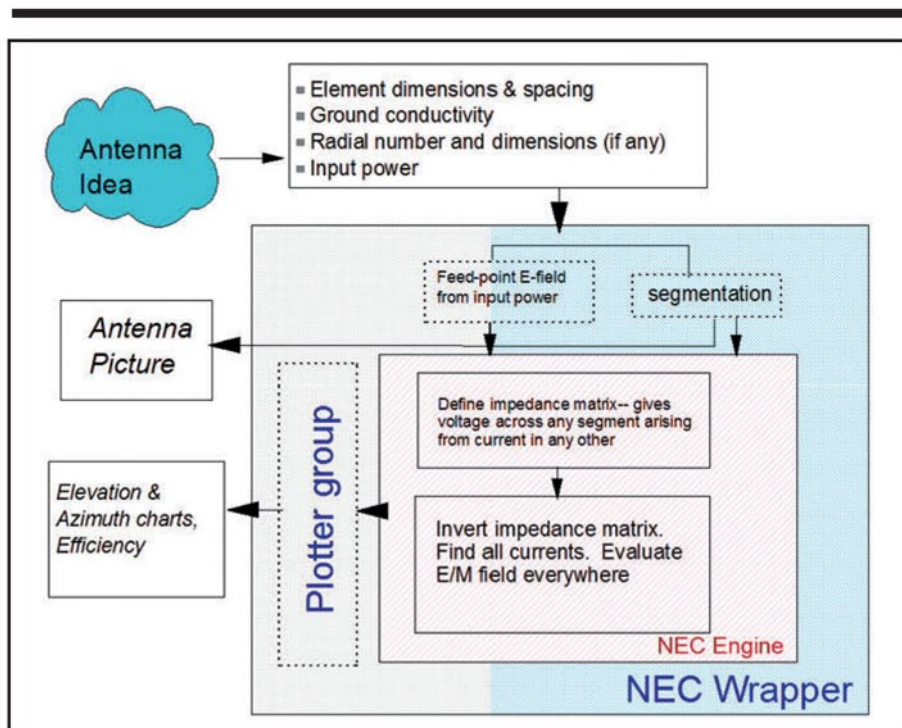 Antenna
Idea
▪ Element dimensions & spacing
▪ Ground conductivity
▪ Radial number and dimensions (if any)
▪ Input power
Feed-point E-field
from input power
segmentation
Antenna
Picture
Define impedance matrix-- gives
voltage across any segment arising
from current in any other
Elevation &
Azimuth charts,
Efficiency
Plotter group
Invert impedance matrix.
Find all currents. Evaluate
E/M field everywhere
NEC Engine
NEC Wrapper